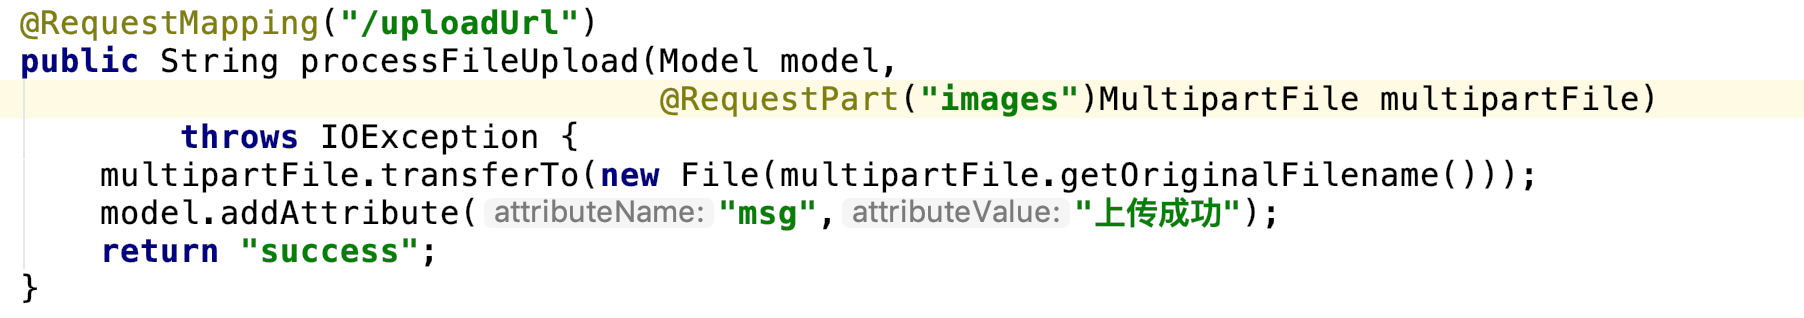 @RequestMapping("/uploadUrl")
public String processFileUpload(Model model,
@RequestPart("images")MultipartFile multipartFile)
throws IOException {
multipartFile.transferTo(new File(multipartFile.getOriginalFilename()));
model.addAttribute( attributeName: "msg", attributeValue: "上传成功");
return "success";
}